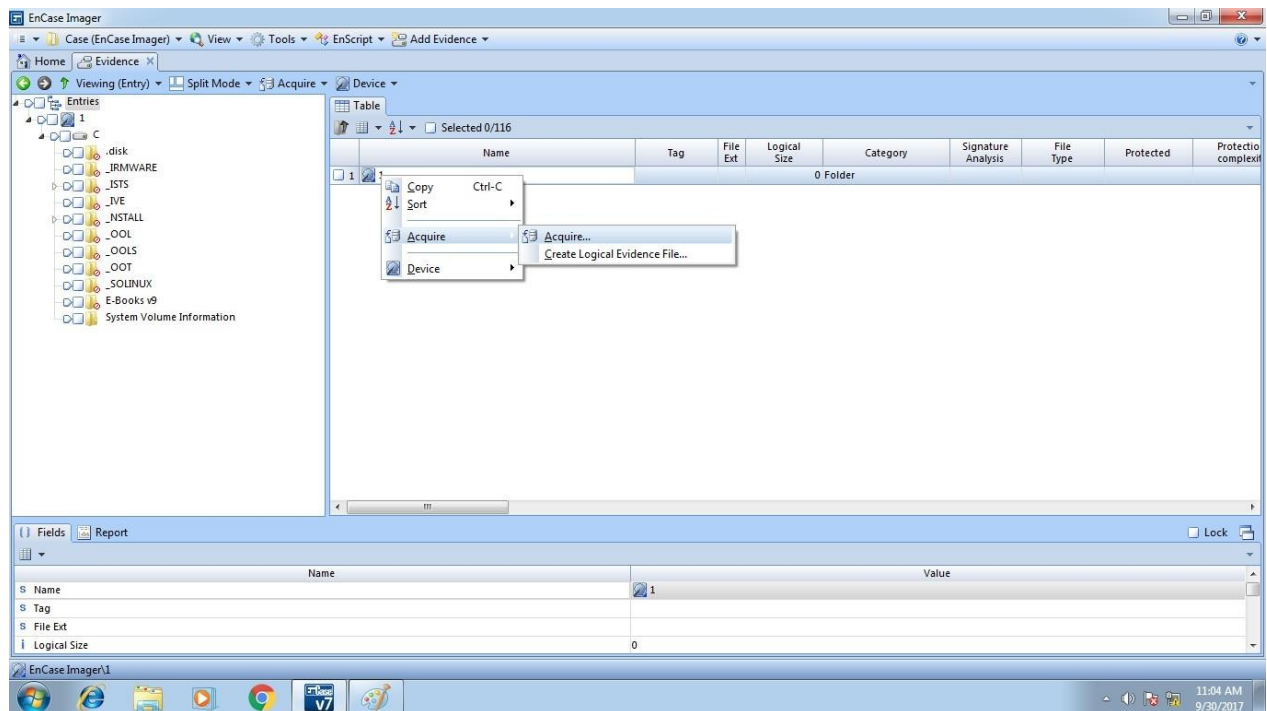 EnCase Imager
Case (EnCase Imager) View Tools EnScript Add Evidence
Home Evidence
Viewing (Entry) Split Mode Acquire Device
Entries
1
C
.disk
_IRMWARE
_ISTS
_IVE
_NSTALL
_OOL
_OOLS
_OOT
_SOLINUX
E-Books v9
System Volume Information
Table
Selected 0/116
Name Tag File Ext Logical Size Category Signature Analysis File Type Protected
1 0 Folder
Copy Ctrl-C
Sort
Acquire
Device
Acquire...
Create Logical Evidence File...
Fields Report Lock
Name Value
S Name 1
S Tag
S File Ext
i Logical Size 0
EnCase Imager\1
EnCase v7
11:04 AM
9/30/2017